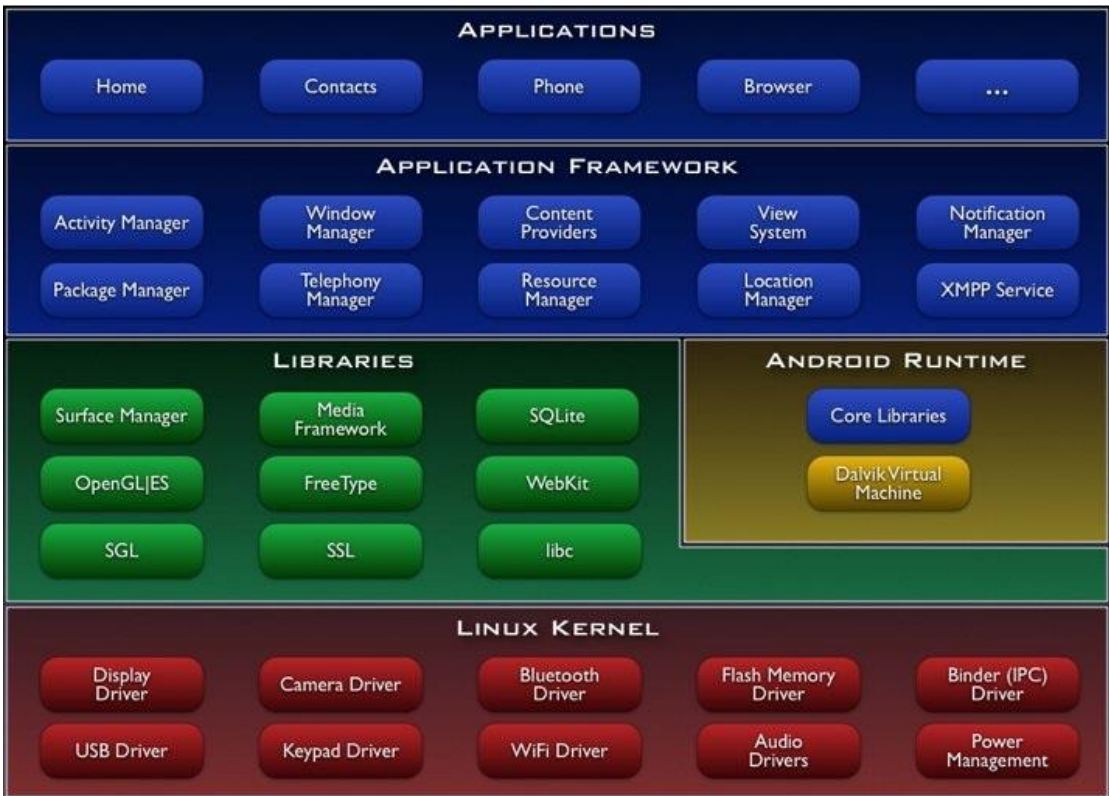 APPLICATIONS
Home
Contacts
Phone
Browser
...
APPLICATION FRAMEWORK
Activity Manager
Window
Manager
Content
Providers
View
System
Notification
Manager
Package Manager
Telephony
Manager
Resource
Manager
Location
Manager
XMPP Service
LIBRARIES
Surface Manager
Media
Framework
SQLite
OpenGL|ES
FreeType
WebKit
SGL
SSL
libc
ANDROID RUNTIME
Core Libraries
Dalvik Virtual
Machine
LINUX KERNEL
Display
Driver
Camera Driver
Bluetooth
Driver
Flash Memory
Driver
Binder (IPC)
Driver
USB Driver
Keypad Driver
WiFi Driver
Audio
Drivers
Power
Management